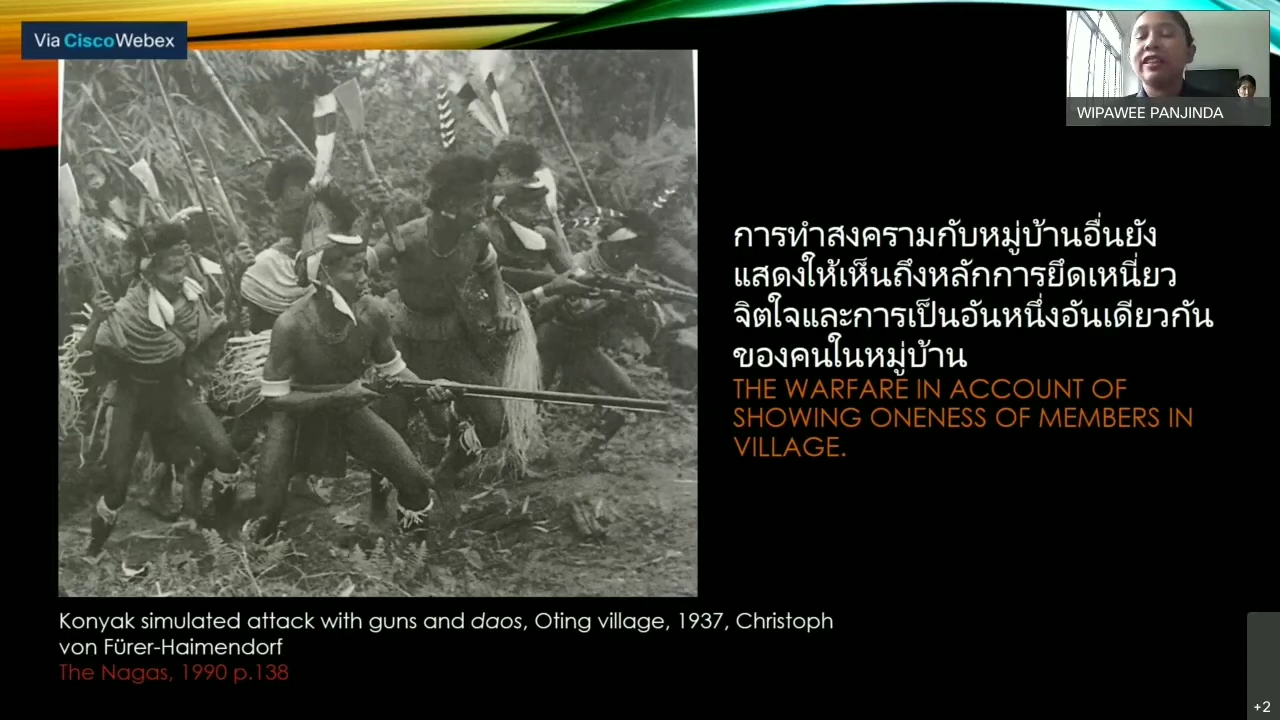 Via Cisco Webex
WIPAWEE PANJINDA
การทำสงครามกับหมู่บ้านอื่นยัง
แสดงให้เห็นถึงหลักการยึดเหนี่ยว
จิตใจและการเป็นอันหนึ่งอันเดียวกัน
ของคนในหมู่บ้าน
THE WARFARE IN ACCOUNT OF
SHOWING ONENESS OF MEMBERS IN
VILLAGE.
Konyak simulated attack with guns and daos, Oting village, 1937, Christoph
von Fürer-Haimendorf
The Nagas, 1990 p.138
+2